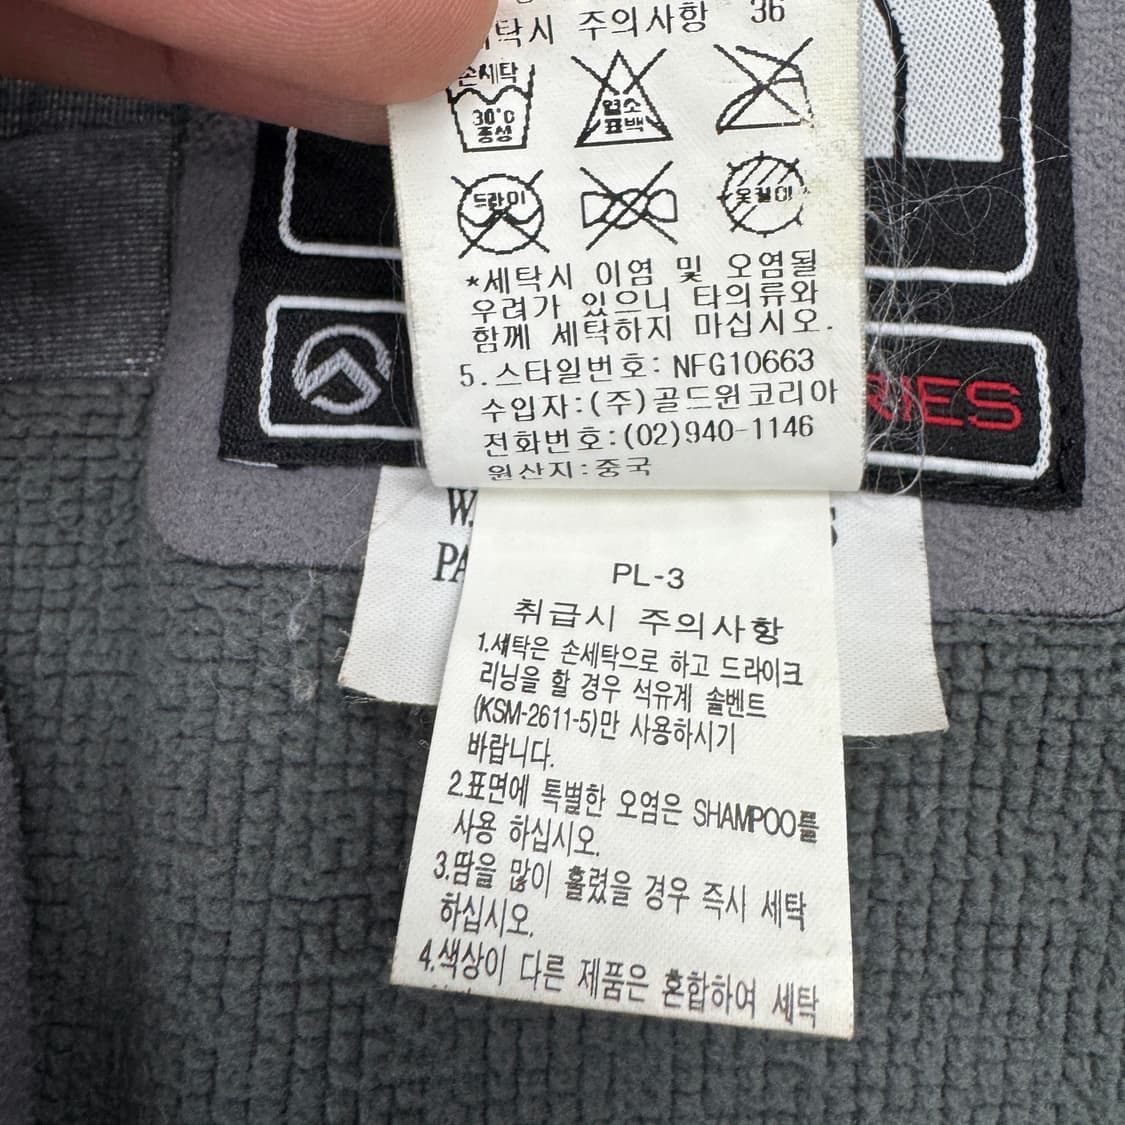 탁시 주의사항 36
손세탁
30°C
중성
염소
표백
드라이
옷걸이
*세탁시 이염 및 오염될
우려가 있으니 타의류와
함께 세탁하지 마십시오.
5.스타일번호: NFG10663
수입자:(주)골드윈코리아
전화번호:(02)940-1146
원산지:중국
RIES
W
S
PA
PL-3
취급시 주의사항
1.세탁은 손세탁으로 하고 드라이크
리닝을 할 경우 석유계 솔벤트
(KSM-2611-5)만 사용하시기
바랍니다.
2.표면에 특별한 오염은 SHAMPOO를
사용 하십시오.
3.땀을 많이 흘렸을 경우 즉시 세탁
하십시오.
4.색상이 다른 제품은 혼합하여 세탁